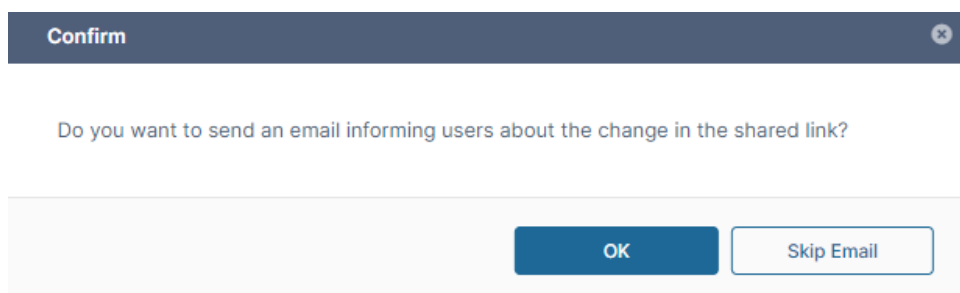 Confirm
Do you want to send an email informing users about the change in the shared link?
OK
Skip Email